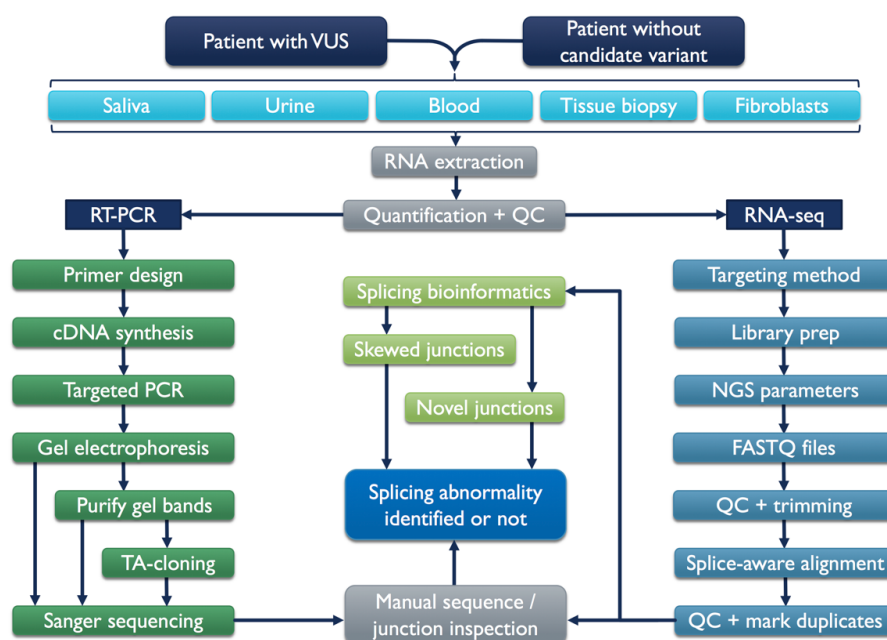 Patient with VUS
Patient without
candidate variant
Saliva
Urine
Blood
Tissue biopsy
Fibroblasts
RNA extraction
RT-PCR
Quantification + QC
RNA-seq
Primer design
Splicing bioinformatics
Targeting method
cDNA synthesis
Skewed junctions
Library prep
Targeted PCR
Novel junctions
NGS parameters
Gel electrophoresis
FASTQ files
Purify gel bands
Splicing abnormality
identified or not
QC + trimming
TA-cloning
Splice-aware alignment
Sanger sequencing
Manual sequence /
junction inspection
QC + mark duplicates